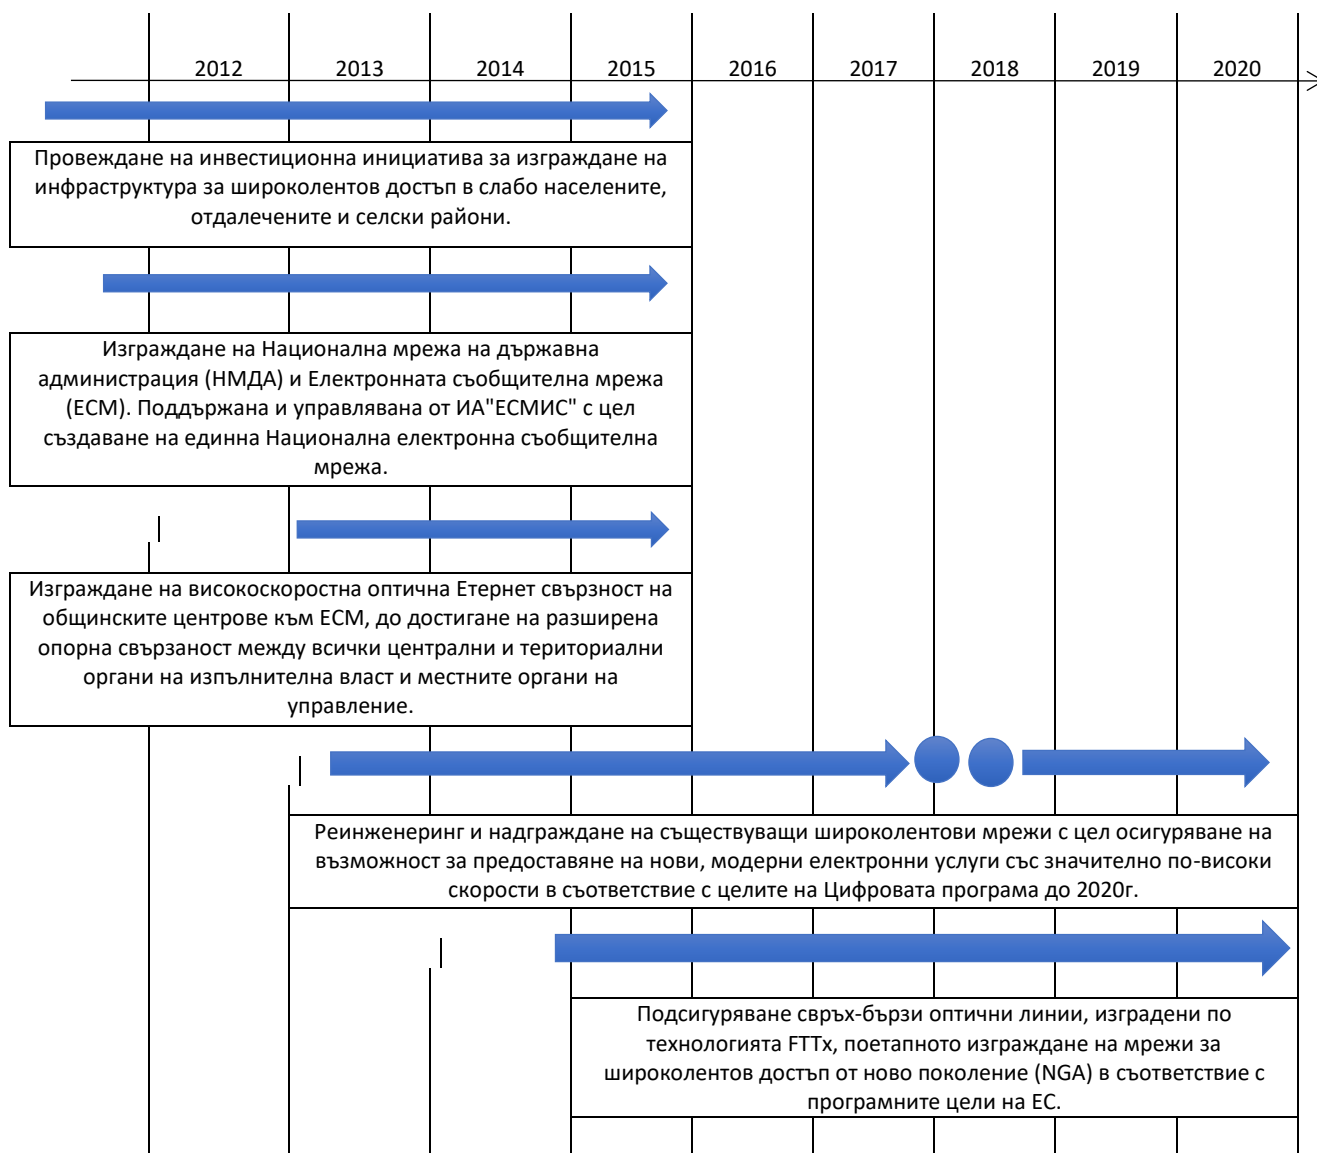 2012 2013 2014 2015 2016 2017 2018 2019 2020
Провеждане на инвестиционна инициатива за изграждане на
инфраструктура за широколентов достъп в слабо населените,
отдалечените и селски райони.
Изграждане на Национална мрежа на държавна
администрация (НМДА) и Електронната съобщителна мрежа
(ЕСМ). Поддържана и управлявана от ИА"ЕСМИС" с цел
създаване на единна Национална електронна съобщителна
мрежа.
Изграждане на високоскоростна оптична Етернет свързност на
общинските центрове към ЕСМ, до достигане на разширена
опорна свързаност между всички централни и териториални
органи на изпълнителна власт и местните органи на
управление.
Реинженеринг и надграждане на съществуващи широколентови мрежи с цел осигуряване на
възможност за предоставяне на нови, модерни електронни услуги със значително по-високи
скорости в съответствие с целите на Цифровата програма до 2020г.
Подсигуряване свръх-бързи оптични линии, изградени по
технологията FTTx, поетапното изграждане на мрежи за
широколентов достъп от ново поколение (NGA) в съответствие с
програмните цели на ЕС.